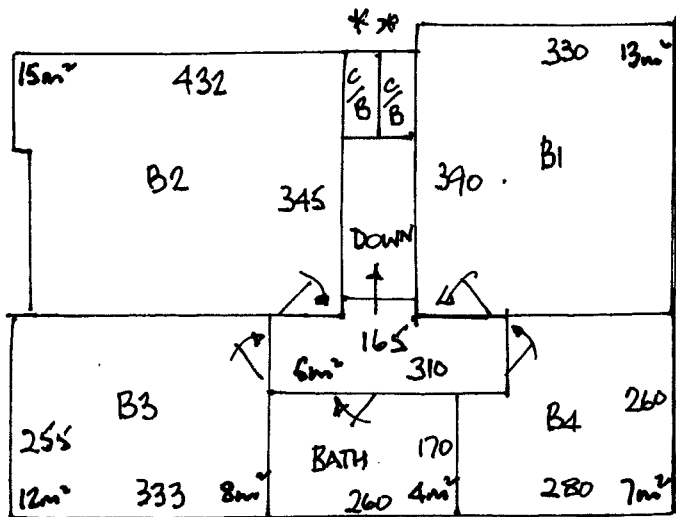 * *
15m²
432
C/B
C/B
330
13m²
B2
B1
345
390
DOWN
165
6m²
310
B3
B4
255
260
BATH
170
12m²
333
8m²
260
4m²
280
7m²